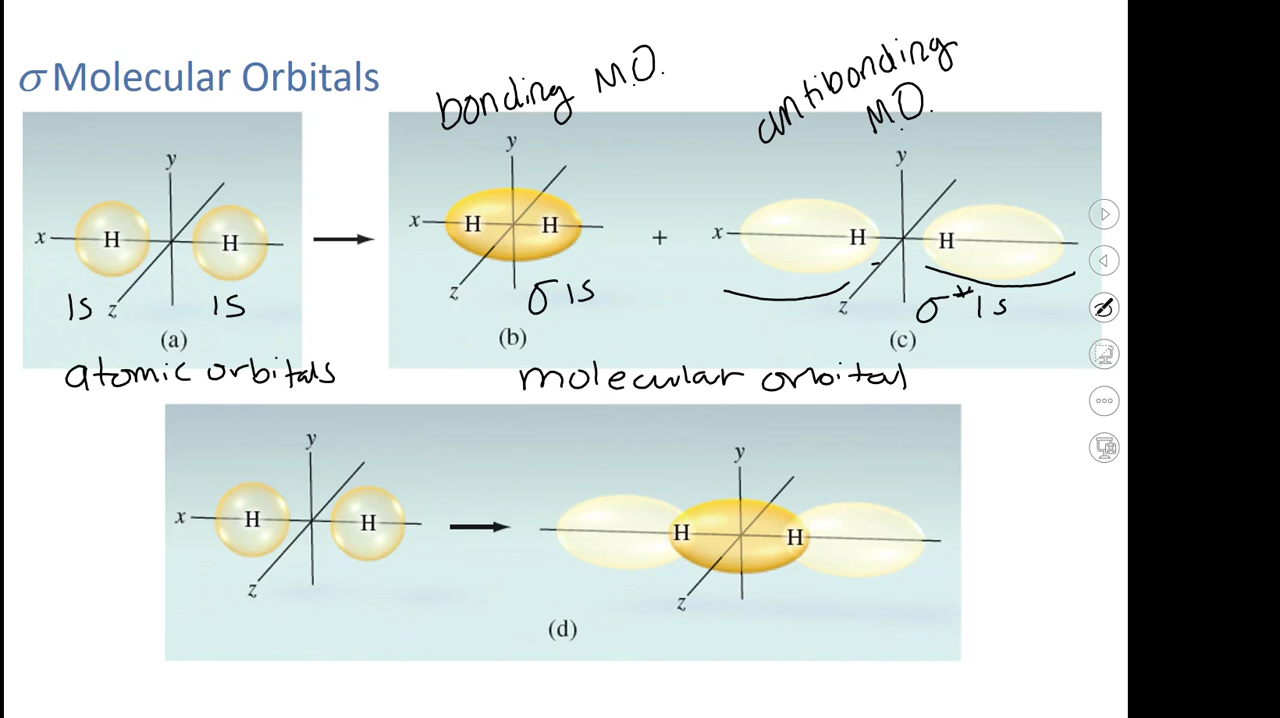 σ Molecular Orbitals
bonding M.O.
antibonding
M.O.
y
x H H
1s z 1s
(a)
y
x H H
z σ 1s
(b)
+
y
x H H
z σ* 1s
(c)
atomic orbitals
molecular orbital
y
x H H
z
y
H H
z
(d)